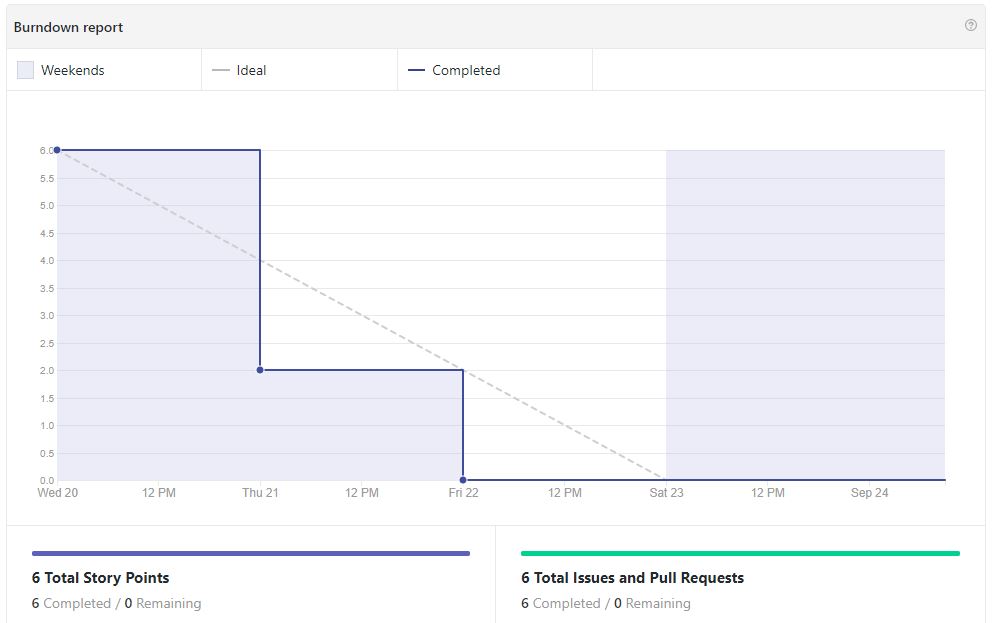 Burndown report
Weekends
Ideal
Completed
6.0
5.5
5.0
4.5
4.0
3.5
3.0
2.5
2.0
1.5
1.0
0.5
0.0
Wed 20 12 PM Thu 21 12 PM Fri 22 12 PM Sat 23 12 PM Sep 24
6 Total Story Points
6 Completed / 0 Remaining
6 Total Issues and Pull Requests
6 Completed / 0 Remaining